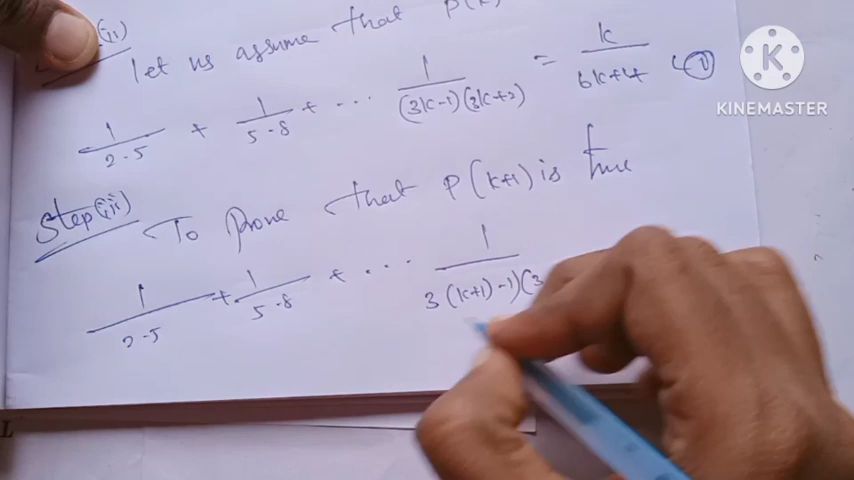 (ii)
let us assume that P(k)
1/2-5 + 1/5-8 + ... 1/(3k-1)(3k+2) = k/6k+4 ①
K
KINEMASTER
Step(iii)
To prove that P(k+1) is true
1/2-5 + 1/5-8 + ... 1/3(k+1)-1)(3